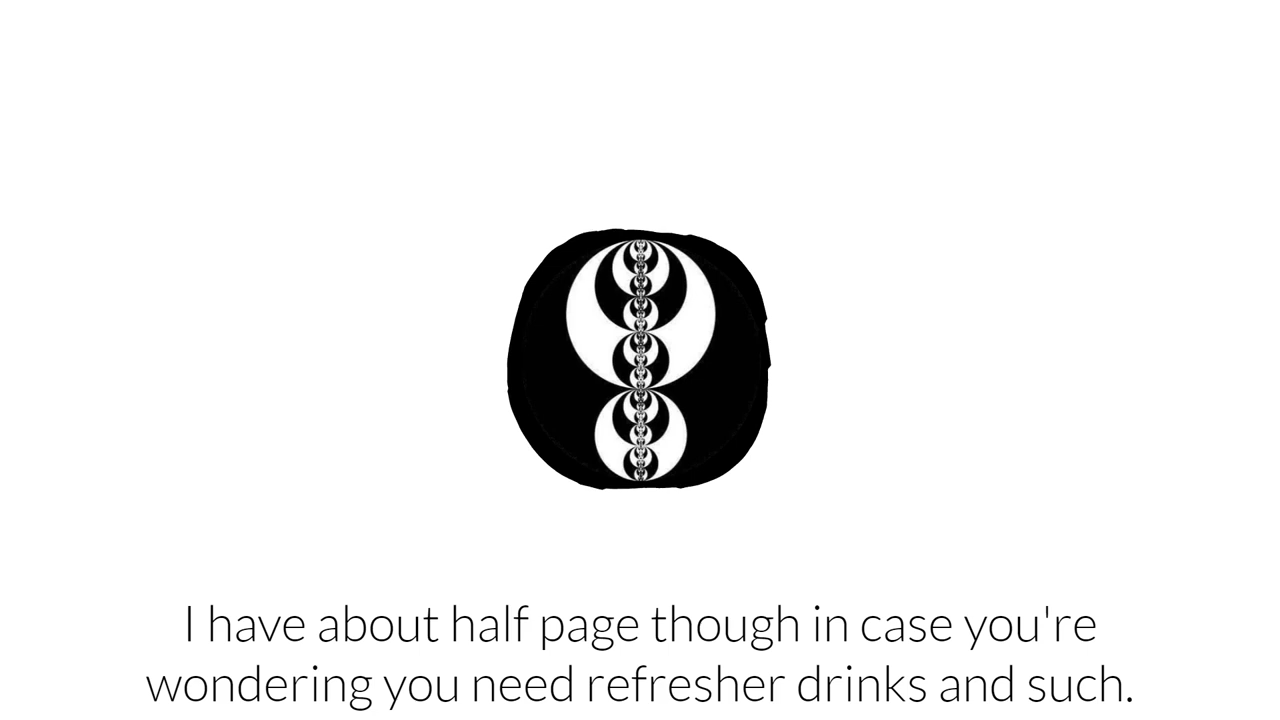 I have about half page though in case you're
wondering you need refresher drinks and such.